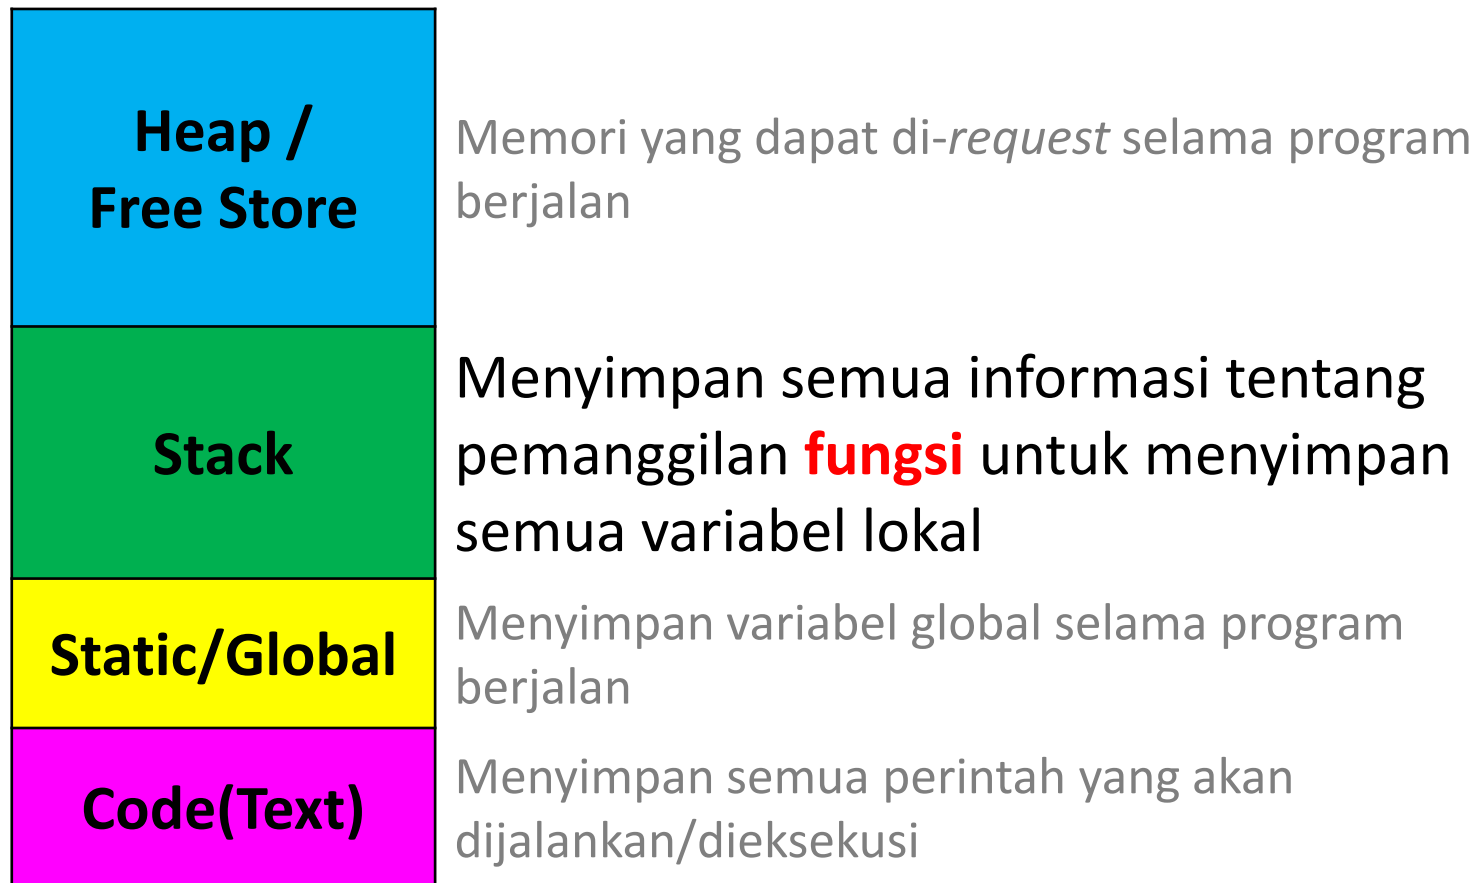 Heap /
Free Store
Memori yang dapat di-request selama program
berjalan
Stack
Menyimpan semua informasi tentang
pemanggilan fungsi untuk menyimpan
semua variabel lokal
Static/Global
Menyimpan variabel global selama program
berjalan
Code(Text)
Menyimpan semua perintah yang akan
dijalankan/dieksekusi